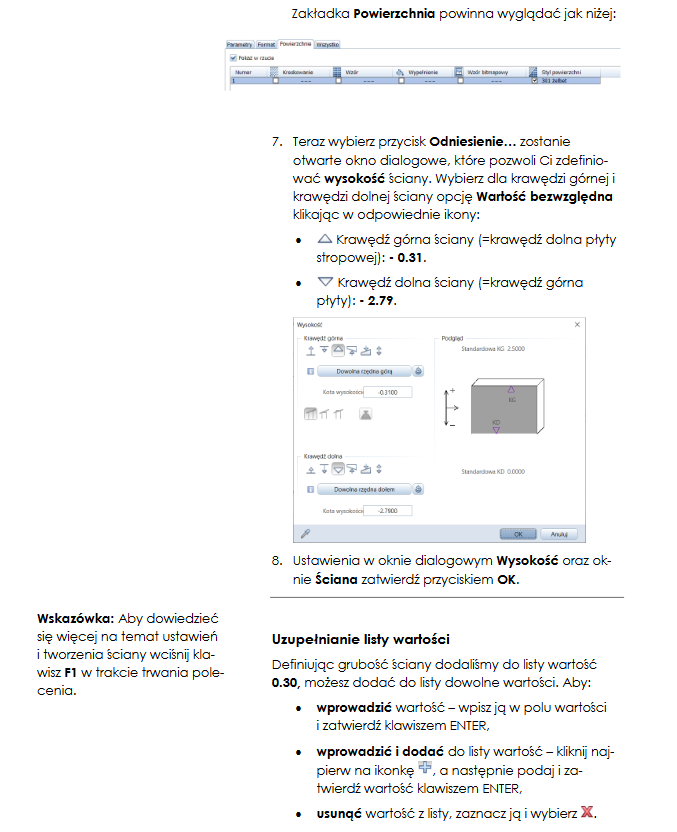 Zakładka Powierzchnia powinna wyglądać jak niżej:
Parametry Format Powierzchnia Wszystko
Pokaż w rzucie
Numer Kreskowanie Wzór Wypełnienie Wzór bitmapowy Styl powierzchni
1 --- --- --- --- 301 żelbet
7. Teraz wybierz przycisk Odniesienie... zostanie
otwarte okno dialogowe, które pozwoli Ci zdefinio-
wać wysokość ściany. Wybierz dla krawędzi górnej i
krawędzi dolnej ściany opcję Wartość bezwzględna
klikając w odpowiednie ikony:
• Krawędź górna ściany (=krawędź dolna płyty
stropowej): - 0.31.
• Krawędź dolna ściany (=krawędź górna
płyty): - 2.79.
Wysokość
Krawędź górna
Dowolna rzędna górą
Kota wysokości -0.3100
Podgląd
Standardowa KG 2.5000
KG
KD
Krawędź dolna
Dowolna rzędna dołem
Kota wysokości -2.7900
Standardowa KD 0.0000
OK Anuluj
8. Ustawienia w oknie dialogowym Wysokość oraz ok-
nie Ściana zatwierdź przyciskiem OK.
Wskazówka: Aby dowiedzieć
się więcej na temat ustawień
i tworzenia ściany wciśnij kla-
wisz F1 w trakcie trwania pole-
cenia.
Uzupełnianie listy wartości
Definiując grubość ściany dodaliśmy do listy wartość
0.30, możesz dodać do listy dowolne wartości. Aby:
• wprowadzić wartość – wpisz ją w polu wartości
i zatwierdź klawiszem ENTER,
• wprowadzić i dodać do listy wartość – kliknij naj-
pierw na ikonkę , a następnie podaj i za-
twierdź wartość klawiszem ENTER,
• usunąć wartość z listy, zaznacz ją i wybierz .